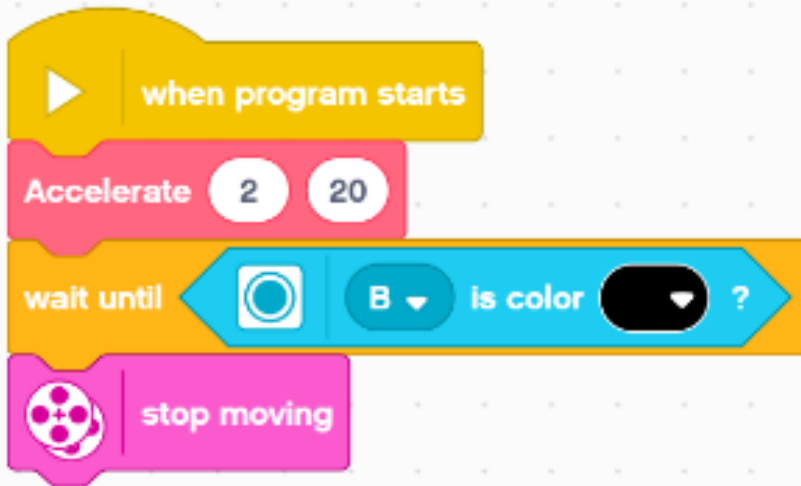 when program starts
Accelerate 2 20
wait until B is color ?
stop moving